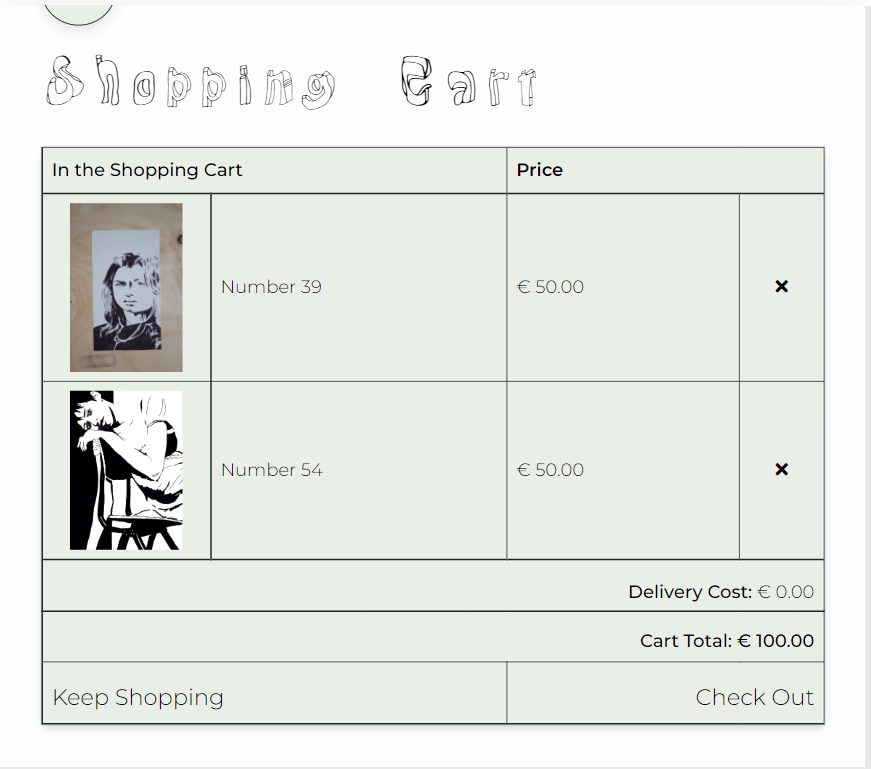 Shopping Cart
In the Shopping Cart Price
Number 39 € 50.00
Number 54 € 50.00
Delivery Cost: € 0.00
Cart Total: € 100.00
Keep Shopping Check Out